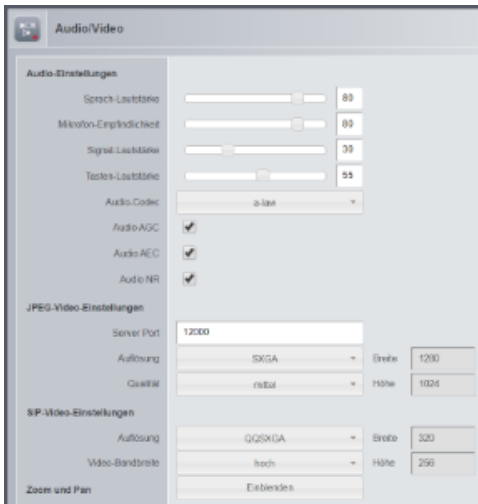 Audio/Video
Audio-Einstellungen
Sprach-Lautstärke 80
Mikrofon-Empfindlichkeit 80
Signal-Lautstärke 30
Tasten-Lautstärke 55
Audio-Codec a-law
Audio AGC
Audio AEC
Audio NR
JPEG-Video-Einstellungen
Server Port 12000
Auflösung SXGA Breite 1280
Qualität mittel Höhe 1024
SIP-Video-Einstellungen
Auflösung QQSXGA Breite 320
Video-Bandbreite hoch Höhe 256
Zoom und Pan Einblenden